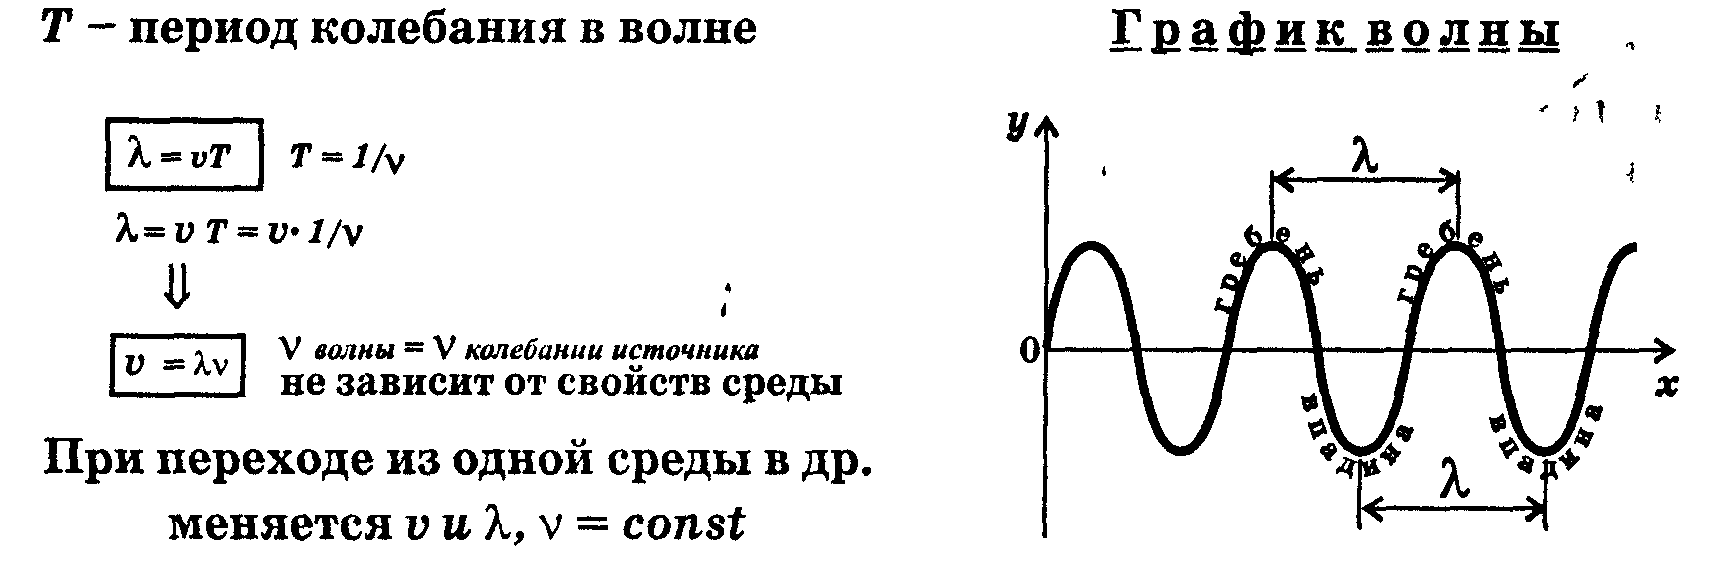 T – период колебания в волне
λ = υT T = 1/ν
λ = υ T = υ· 1/ν
⇓
υ = λν ν волны = ν колебании источника
не зависит от свойств среды
При переходе из одной среды в др.
меняется υ и λ, ν = const
График волны
y
λ
гребень гребень
0
x
впадина впадина
λ